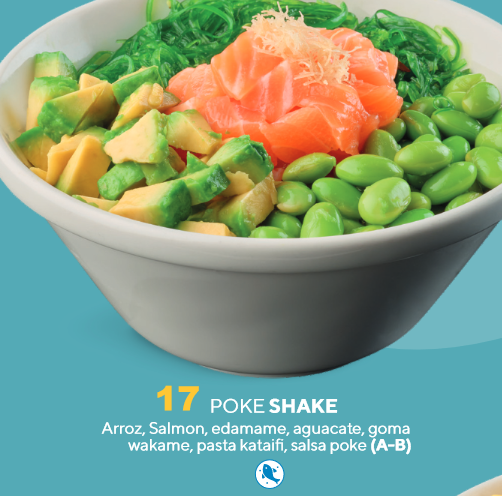 17 POKE SHAKE
Arroz, Salmon, edamame, aguacate, goma
wakame, pasta kataifi, salsa poke (A-B)